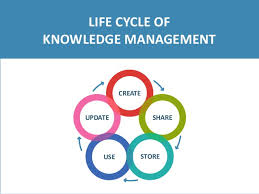 LIFE CYCLE OF
KNOWLEDGE MANAGEMENT
CREATE
SHARE
STORE
USE
UPDATE